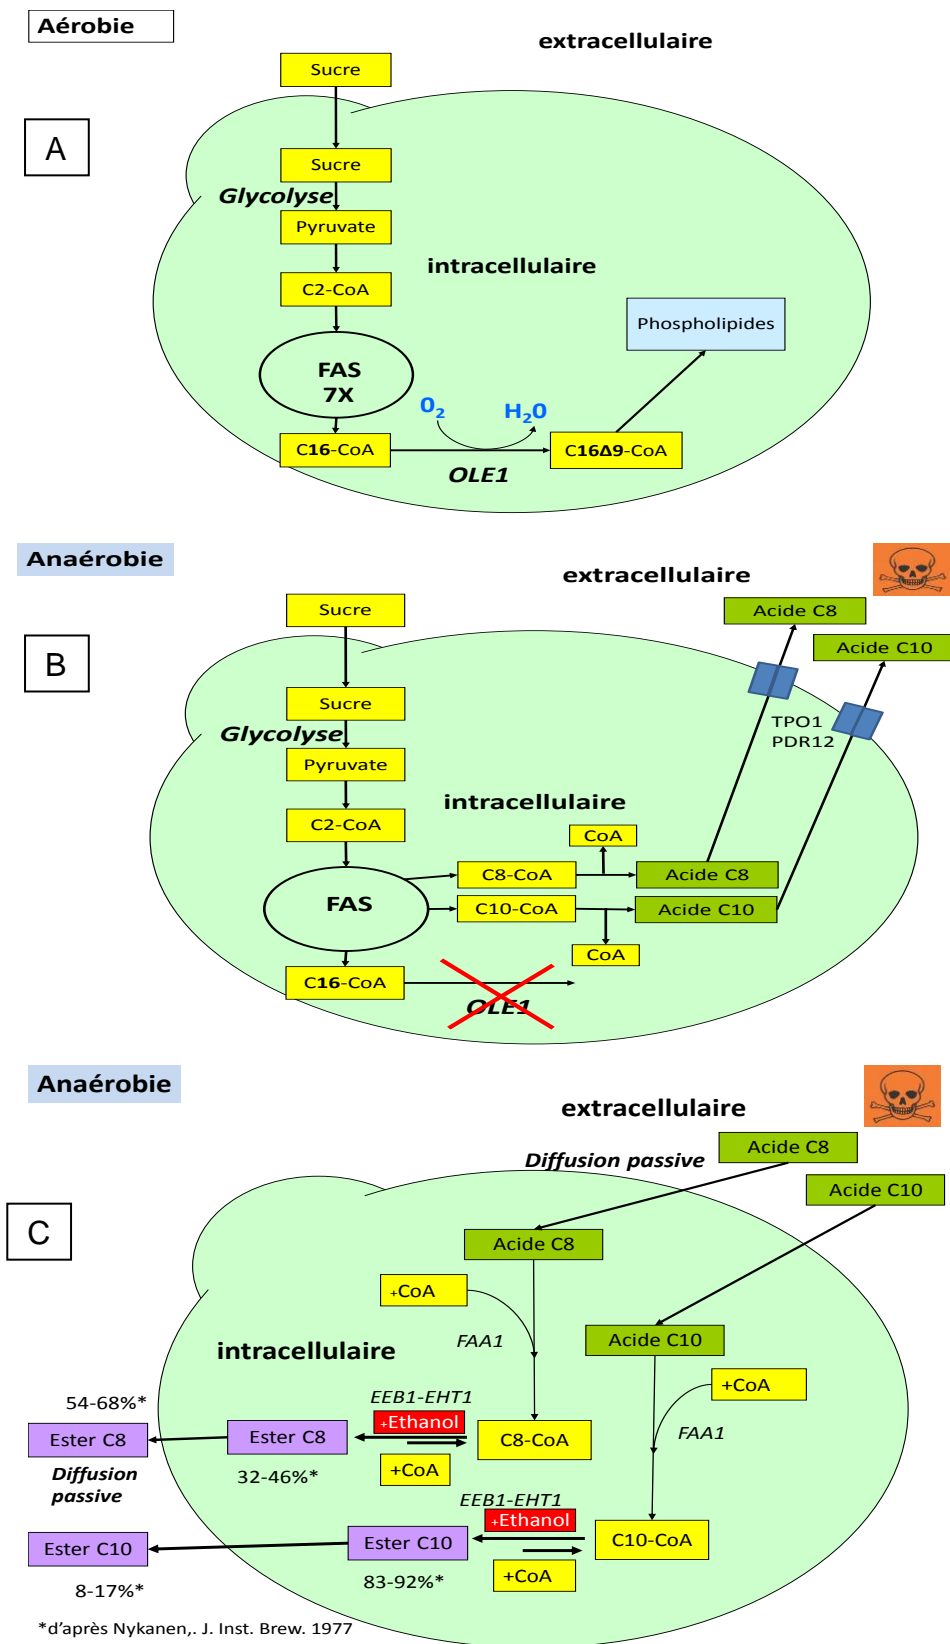 Aérobie
extracellulaire
Sucre
A
Sucre
Glycolyse
Pyruvate
intracellulaire
C2-CoA
Phospholipides
FAS
7X
0₂
H₂0
C16-CoA
C16Δ9-CoA
OLE1
Anaérobie
extracellulaire
Acide C8
Sucre
Acide C10
B
Sucre
TPO1
PDR12
Glycolyse
Pyruvate
intracellulaire
C2-CoA
CoA
C8-CoA
Acide C8
FAS
C10-CoA
Acide C10
CoA
C16-CoA
OLE1
Anaérobie
extracellulaire
Acide C8
Diffusion passive
Acide C10
C
Acide C8
+CoA
FAA1
Acide C10
intracellulaire
+CoA
54-68%*
EEB1-EHT1
+Ethanol
FAA1
Ester C8
Ester C8
C8-CoA
+CoA
Diffusion
passive
32-46%*
EEB1-EHT1
+Ethanol
Ester C10
Ester C10
C10-CoA
+CoA
8-17%*
83-92%*
*d'après Nykanen,. J. Inst. Brew. 1977